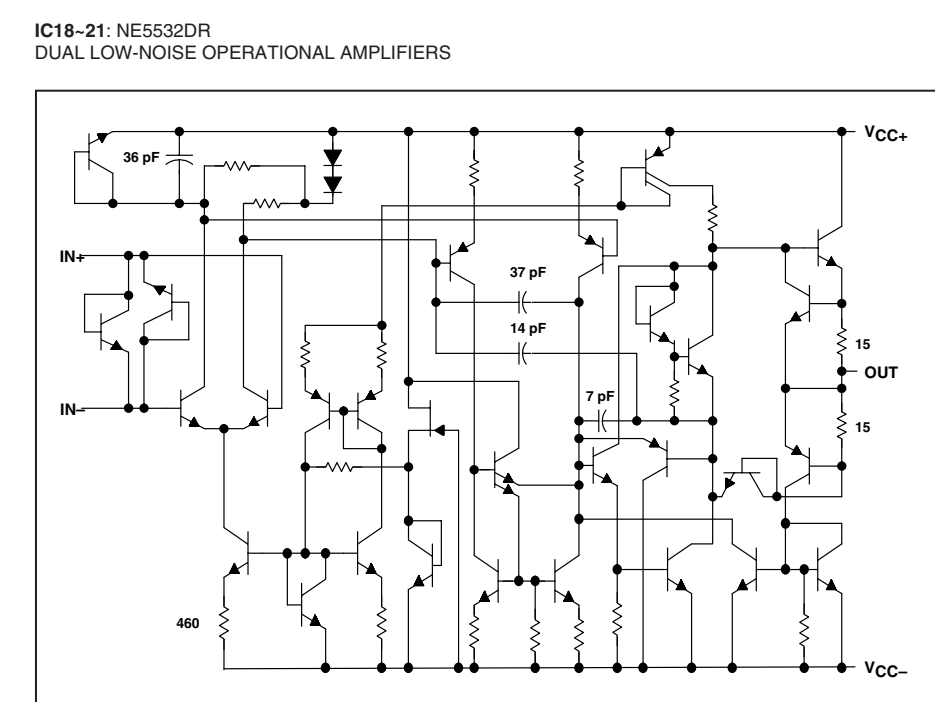 IC18~21: NE5532DR
DUAL LOW-NOISE OPERATIONAL AMPLIFIERS
VCC+
36 pF
IN+
37 pF
14 pF
15
OUT
7 pF
IN–
15
460
VCC–